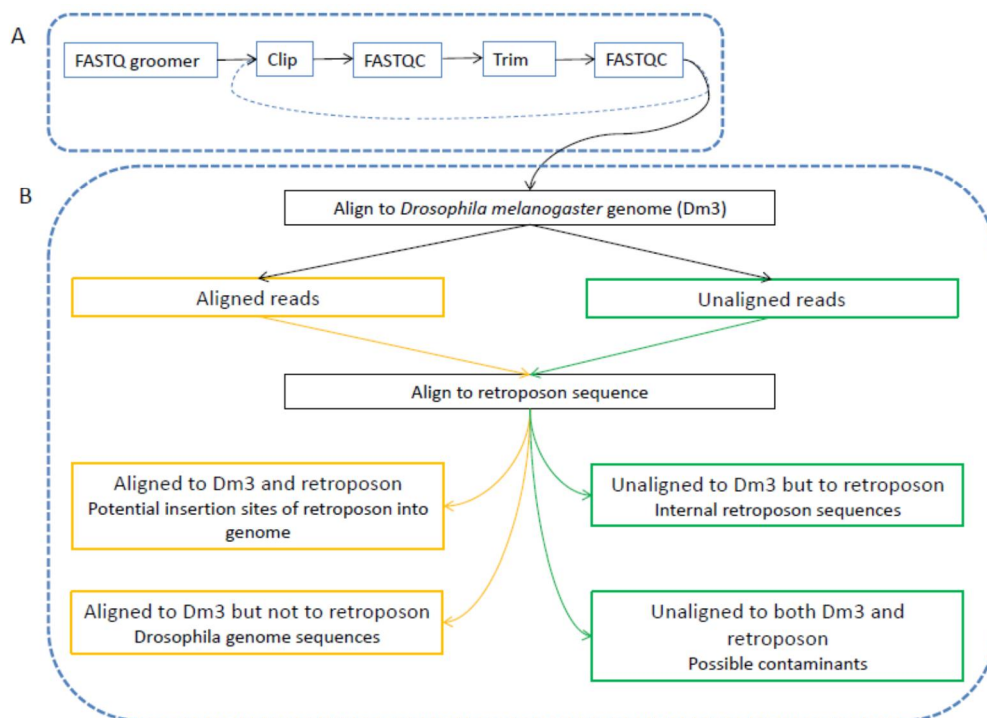 A
FASTQ groomer
Clip
FASTQC
Trim
FASTQC
B
Align to Drosophila melanogaster genome (Dm3)
Aligned reads
Unaligned reads
Align to retroposon sequence
Aligned to Dm3 and retroposon
Potential insertion sites of retroposon into
genome
Unaligned to Dm3 but to retroposon
Internal retroposon sequences
Aligned to Dm3 but not to retroposon
Drosophila genome sequences
Unaligned to both Dm3 and
retroposon
Possible contaminants